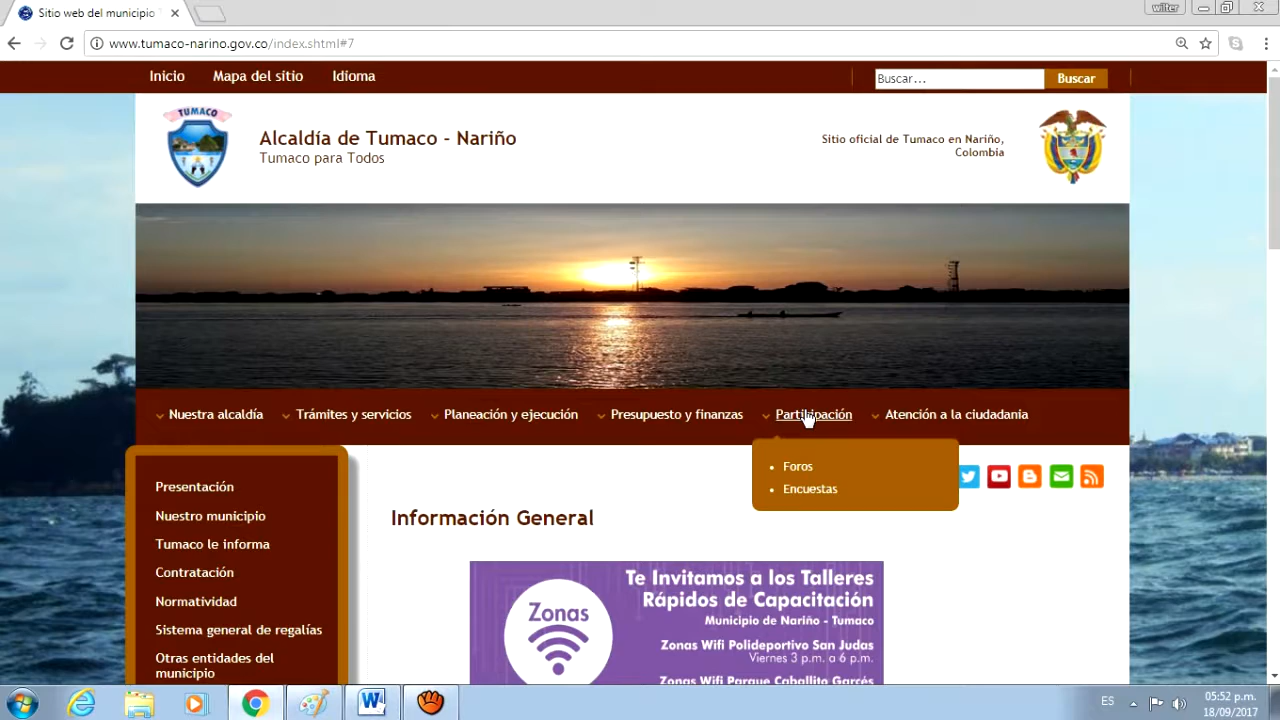 Sitio web del municipio
wilter
www.tumaco-narino.gov.co/index.shtml#7
Inicio
Mapa del sitio
Idioma
Buscar...
Buscar
TUMACO
Alcaldía de Tumaco - Nariño
Tumaco para Todos
Sitio oficial de Tumaco en Nariño,
Colombia
Nuestra alcaldía
Trámites y servicios
Planeación y ejecución
Presupuesto y finanzas
Participación
Atención a la ciudadania
Foros
Encuestas
Presentación
Nuestro municipio
Tumaco le informa
Contratación
Normatividad
Sistema general de regalías
Otras entidades del
municipio
Información General
Zonas
Te Invitamos a los Talleres
Rápidos de Capacitación
Municipio de Nariño - Tumaco
Zonas Wifi Polideportivo San Judas
Viernes 3 p.m. a 6 p.m.
Zonas Wifi Parque Caballito Garcés
ES
05:52 p.m.
18/09/2017